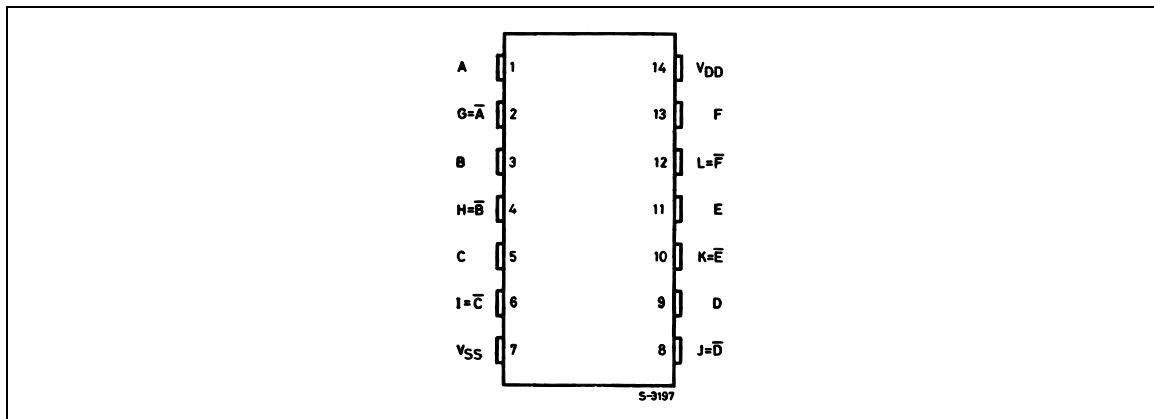 A 1 14 VDD
G=A̅ 2 13 F
B 3 12 L=F̅
H=B̅ 4 11 E
C 5 10 K=E̅
I=C̅ 6 9 D
VSS 7 8 J=D̅
S-3197